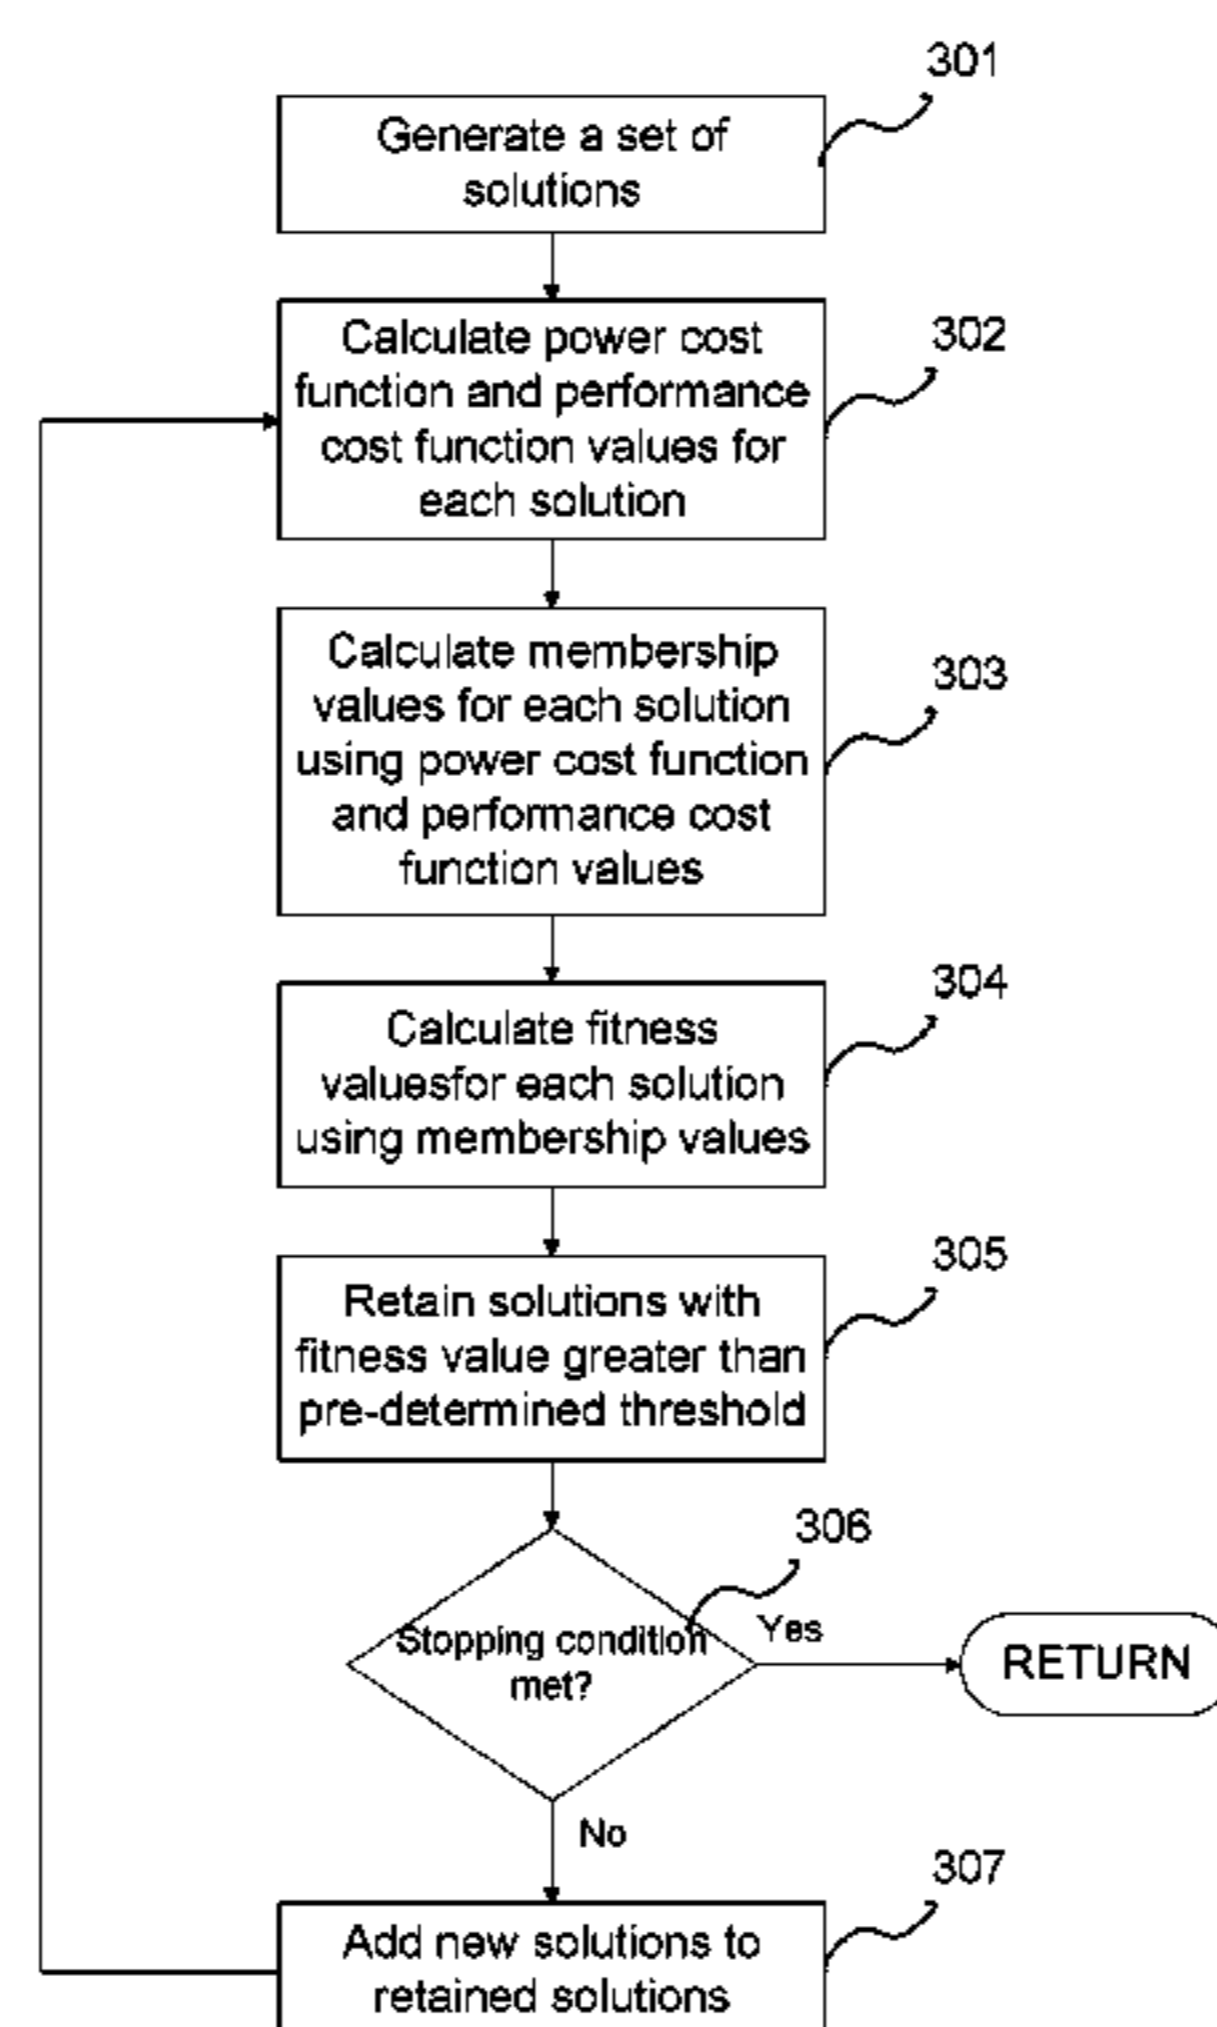 301
Generate a set of
solutions
302
Calculate power cost
function and performance
cost function values for
each solution
303
Calculate membership
values for each solution
using power cost function
and performance cost
function values
304
Calculate fitness
valuesfor each solution
using membership values
305
Retain solutions with
fitness value greater than
pre-determined threshold
306
Stopping condition
met?
Yes
RETURN
No
307
Add new solutions to
retained solutions